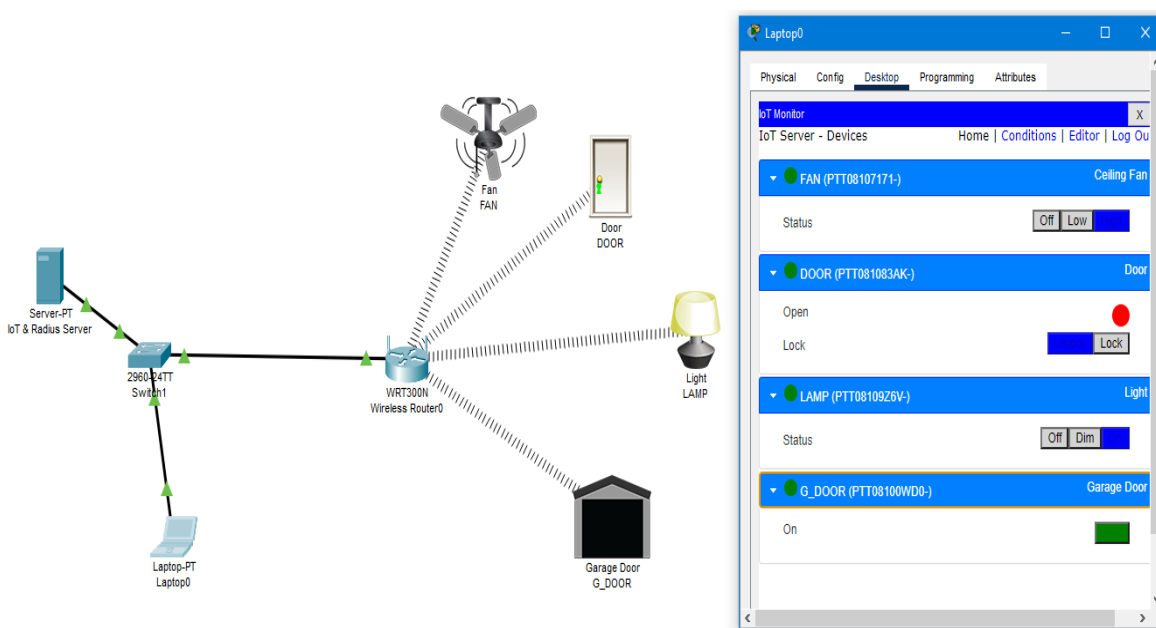 Fan
FAN
Door
DOOR
Server-PT
IoT & Radius Server
2960-24TT
Switch1
WRT300N
Wireless Router0
Light
LAMP
Laptop-PT
Laptop0
Garage Door
G_DOOR
Laptop0
Physical Config Desktop Programming Attributes
IoT Monitor X
IoT Server - Devices Home | Conditions | Editor | Log Ou
FAN (PTT08107171-) Ceiling Fan
Status Off Low
DOOR (PTT081083AK-) Door
Open
Lock Lock
LAMP (PTT08109Z6V-) Light
Status Off Dim
G_DOOR (PTT08100WD0-) Garage Door
On